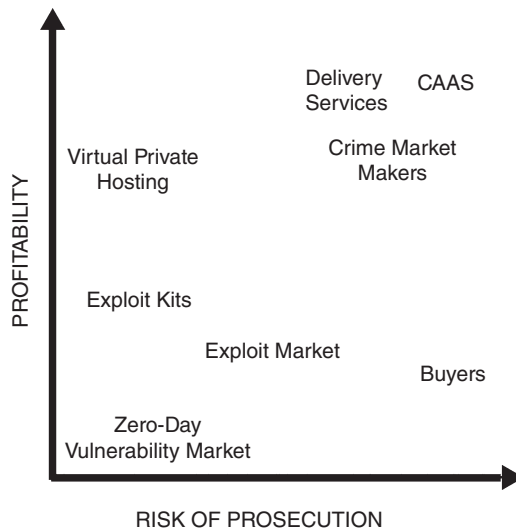 PROFITABILITY
Delivery
Services
CAAS
Virtual Private
Hosting
Crime Market
Makers
Exploit Kits
Exploit Market
Buyers
Zero-Day
Vulnerability Market
RISK OF PROSECUTION